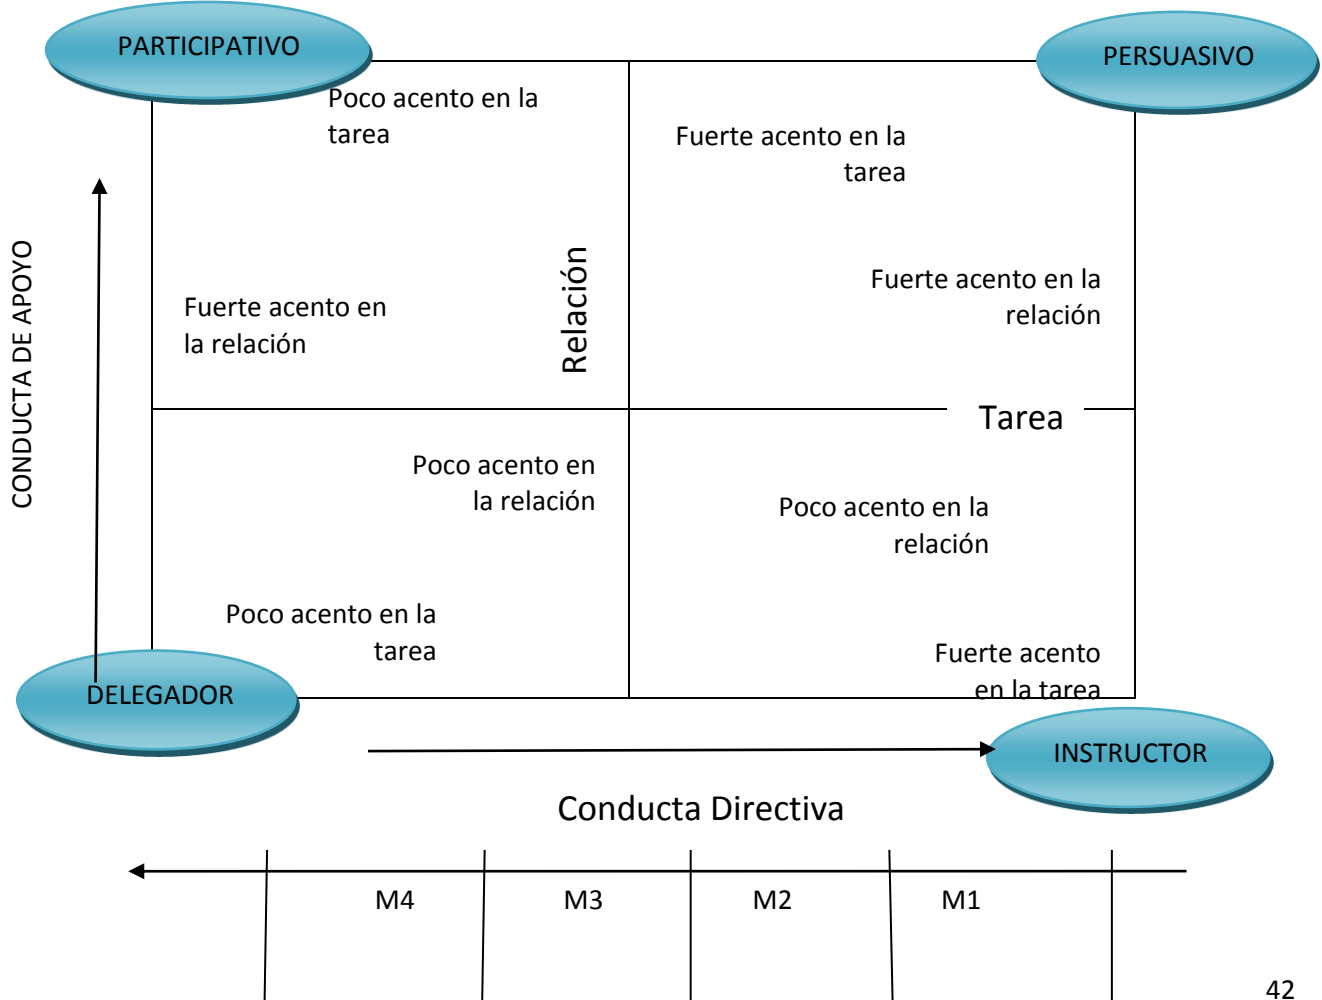 PARTICIPATIVO
PERSUASIVO
Poco acento en la
tarea
Fuerte acento en la
tarea
CONDUCTA DE APOYO
Relación
Fuerte acento en
la relación
Fuerte acento en la
relación
Tarea
Poco acento en
la relación
Poco acento en la
relación
Poco acento en la
tarea
Fuerte acento
en la tarea
DELEGADOR
INSTRUCTOR
Conducta Directiva
M4
M3
M2
M1
42